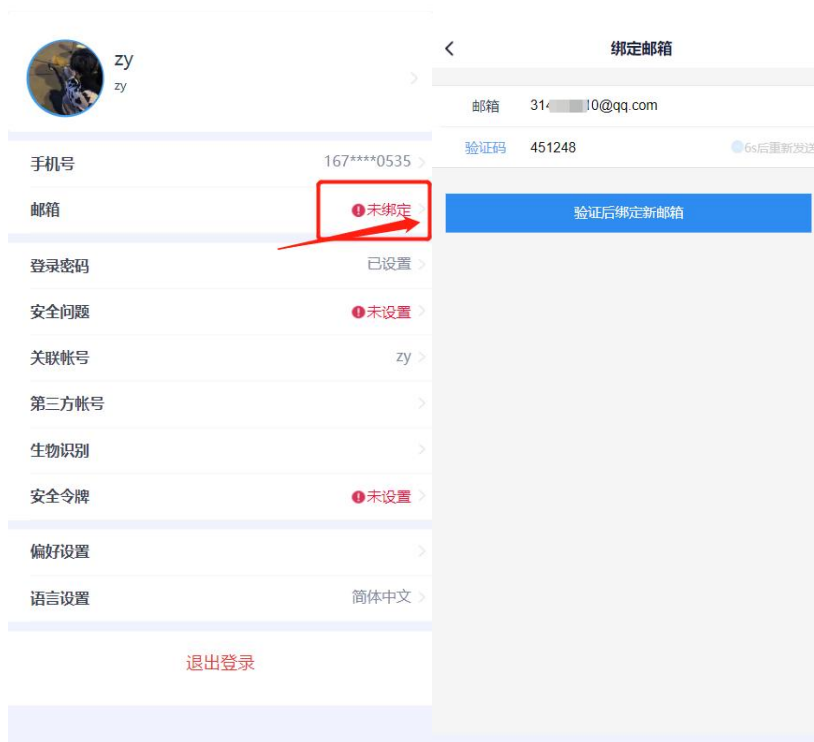 zy
zy
手机号 167****0535
邮箱 未绑定
登录密码 已设置
安全问题 未设置
关联帐号 zy
第三方帐号
生物识别
安全令牌 未设置
偏好设置
语言设置 简体中文
退出登录
绑定邮箱
邮箱 314 10@qq.com
验证码 451248 6s后重新发送
验证后绑定新邮箱